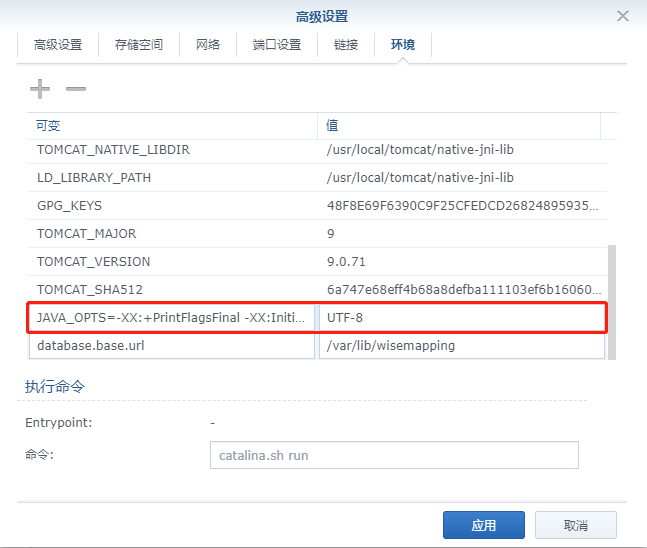 高级设置
高级设置 存储空间 网络 端口设置 链接 环境
可变 值
TOMCAT_NATIVE_LIBDIR /usr/local/tomcat/native-jni-lib
LD_LIBRARY_PATH /usr/local/tomcat/native-jni-lib
GPG_KEYS 48F8E69F6390C9F25CFEDCD26824895935...
TOMCAT_MAJOR 9
TOMCAT_VERSION 9.0.71
TOMCAT_SHA512 6a747e68eff4b68a8defba111103ef6b16060...
JAVA_OPTS=-XX:+PrintFlagsFinal -XX:Initi... UTF-8
database.base.url /var/lib/wisemapping
执行命令
Entrypoint: -
命令: catalina.sh run
应用 取消